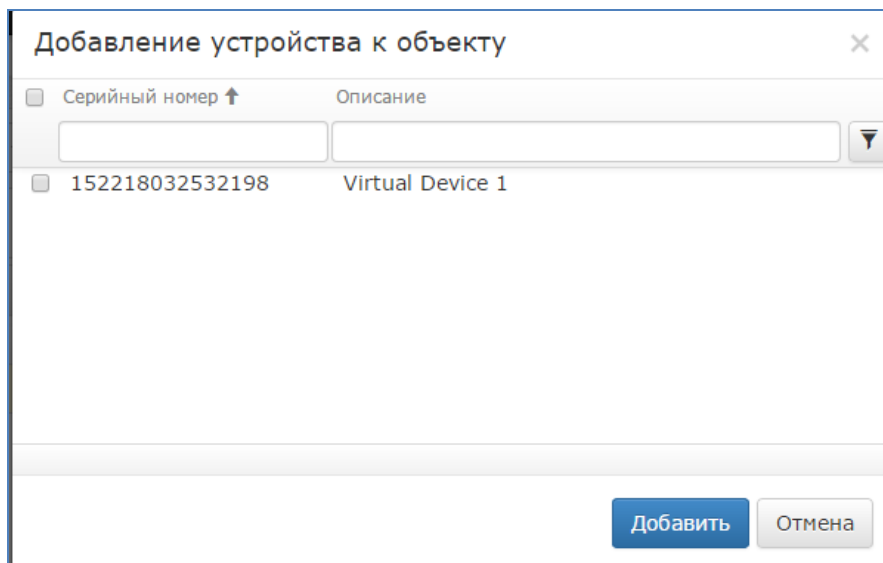 Добавление устройства к объекту
Серийный номер Описание
152218032532198 Virtual Device 1
Добавить Отмена